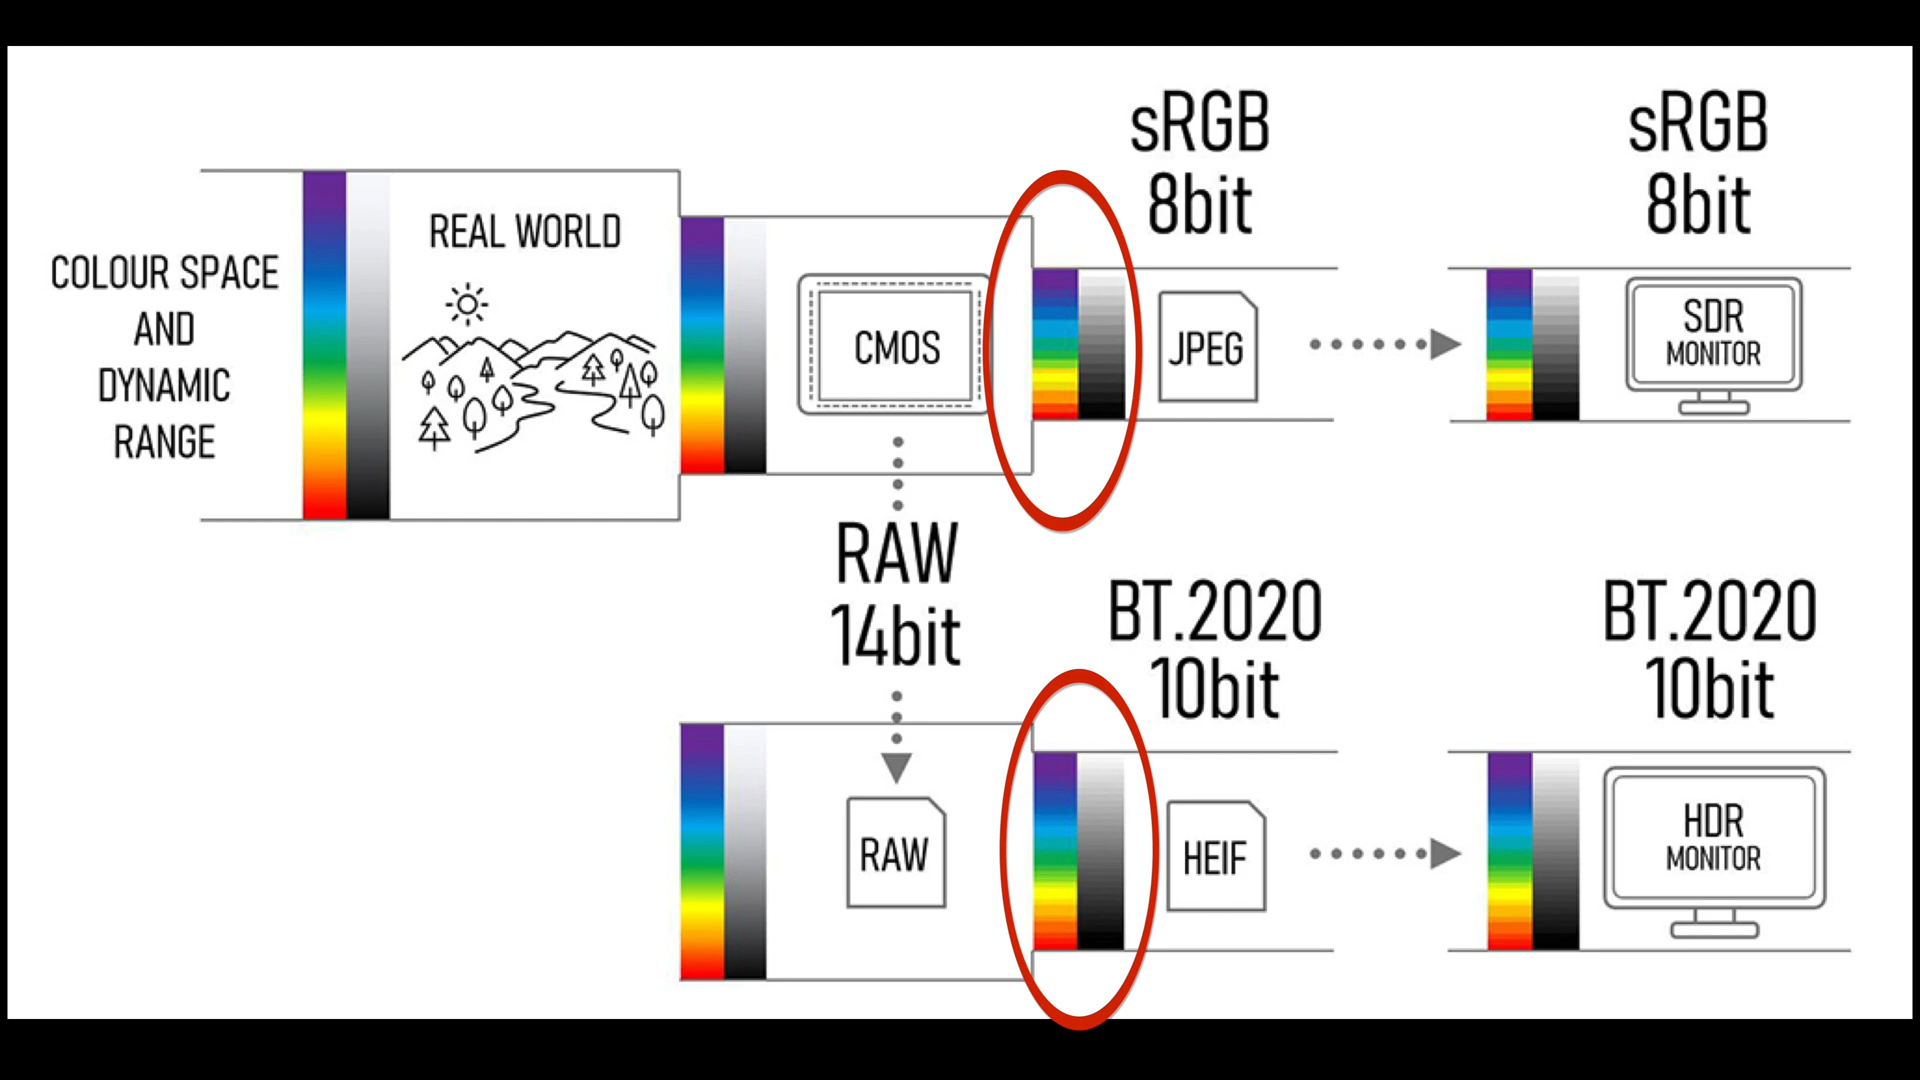 COLOUR SPACE
AND
DYNAMIC
RANGE
REAL WORLD
CMOS
sRGB
8bit
JPEG
sRGB
8bit
SDR
MONITOR
RAW
14bit
RAW
BT.2020
10bit
HEIF
BT.2020
10bit
HDR
MONITOR